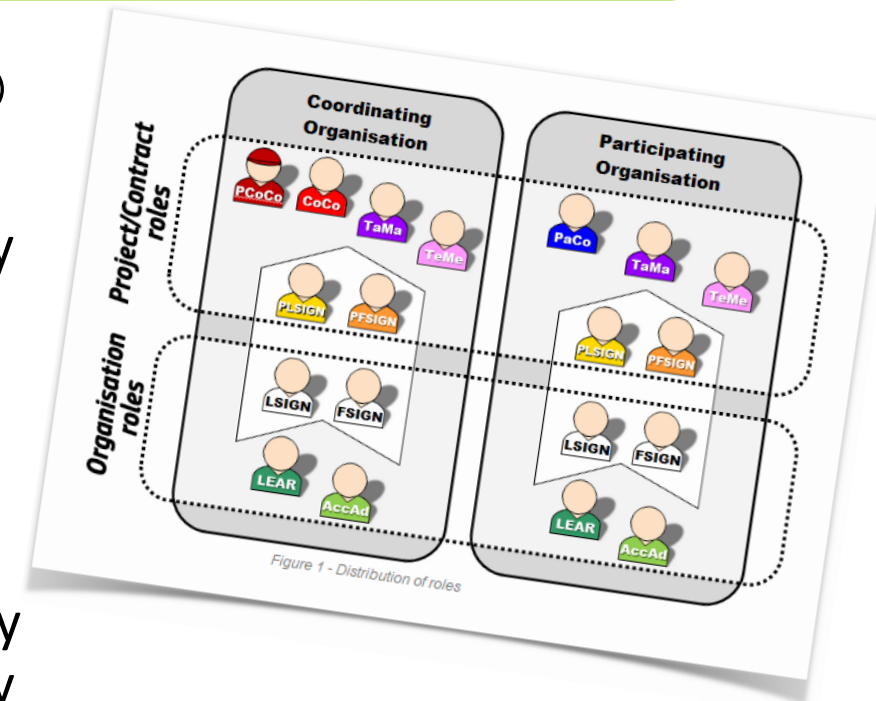 Coordinating
Organisation
Participating
Organisation
Project/Contract
roles
PCoCo
CoCo
TaMa
TeMe
PaCo
TaMa
TeMe
PLSIGN
PFSIGN
PLSIGN
PFSIGN
Organisation
roles
LSIGN
FSIGN
LSIGN
FSIGN
LEAR
AccAd
LEAR
AccAd
Figure 1 - Distribution of roles